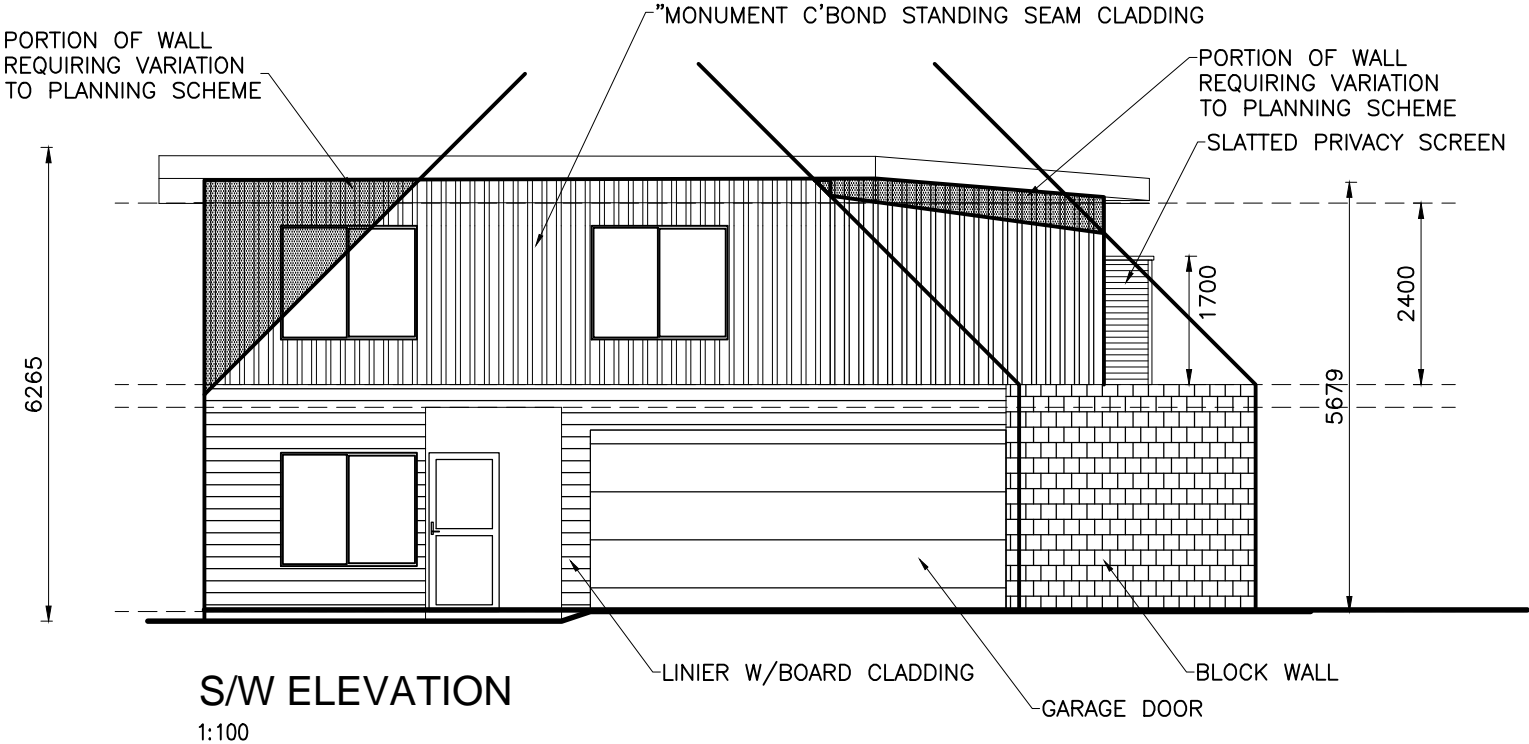 "MONUMENT C'BOND STANDING SEAM CLADDING
PORTION OF WALL
REQUIRING VARIATION
TO PLANNING SCHEME
PORTION OF WALL
REQUIRING VARIATION
TO PLANNING SCHEME
SLATTED PRIVACY SCREEN
1700
2400
6265
5679
LINIER W/BOARD CLADDING
BLOCK WALL
GARAGE DOOR
S/W ELEVATION
1:100